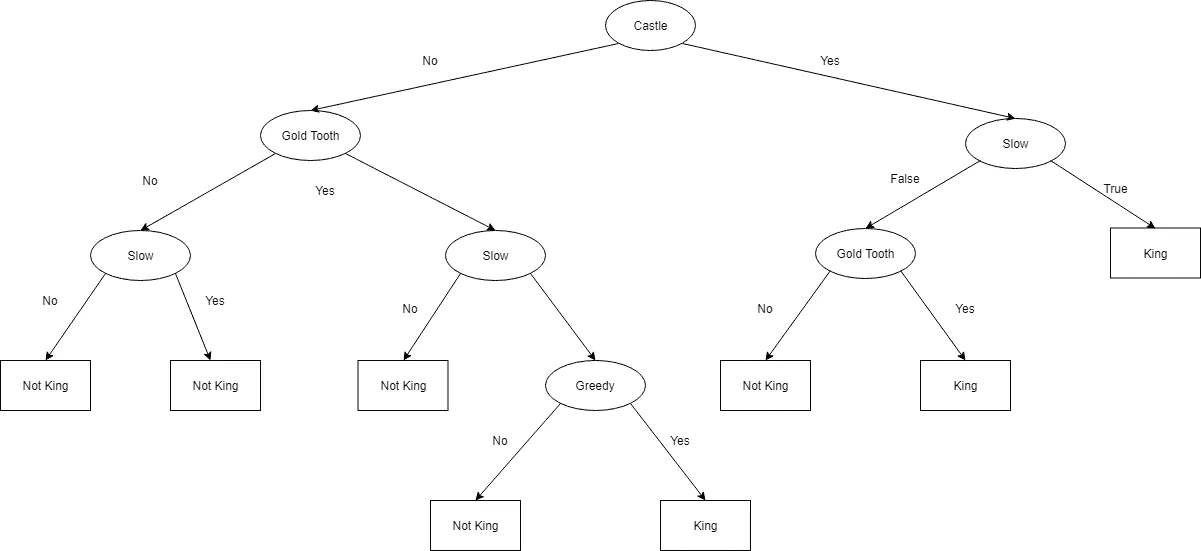 Castle
No
Yes
Gold Tooth
Slow
No
Yes
False
True
Slow
Slow
Gold Tooth
King
No
Yes
No
No
Yes
Not King
Not King
Not King
Greedy
Not King
King
No
Yes
Not King
King